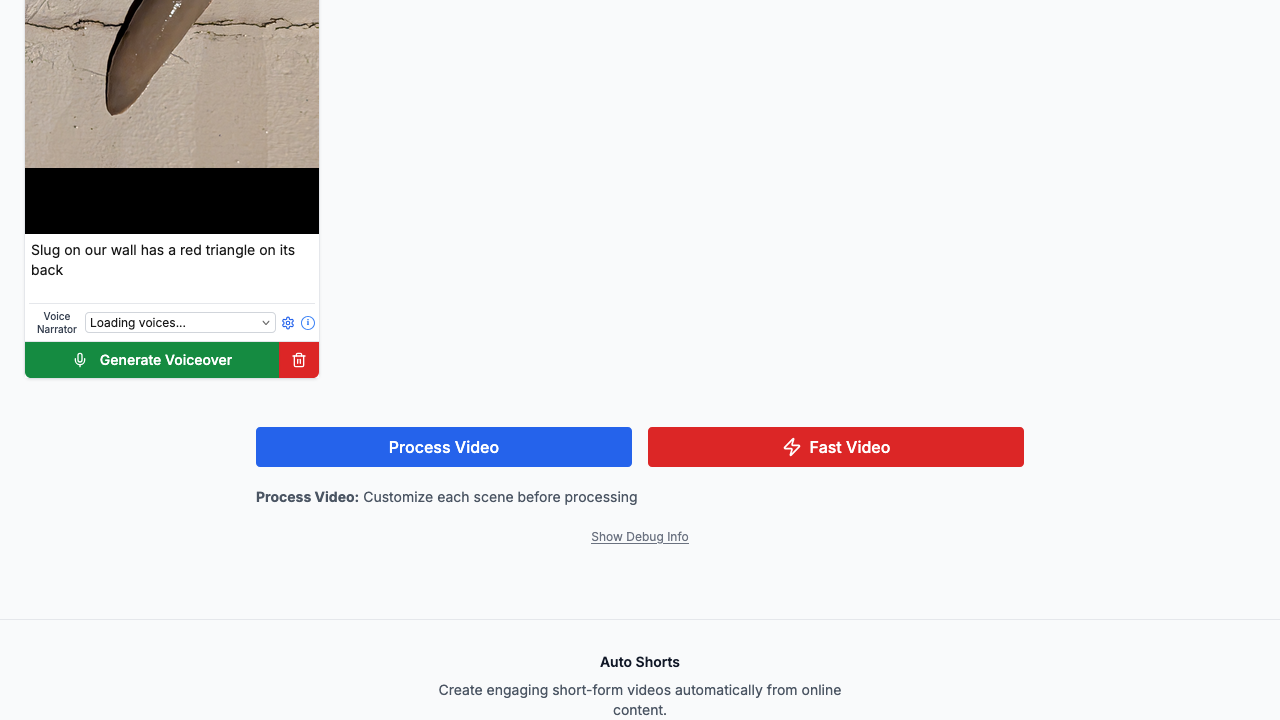 Slug on our wall has a red triangle on its
back
Voice
Narrator
Loading voices...
Generate Voiceover
Process Video
Fast Video
Process Video: Customize each scene before processing
Show Debug Info
Auto Shorts
Create engaging short-form videos automatically from online
content.